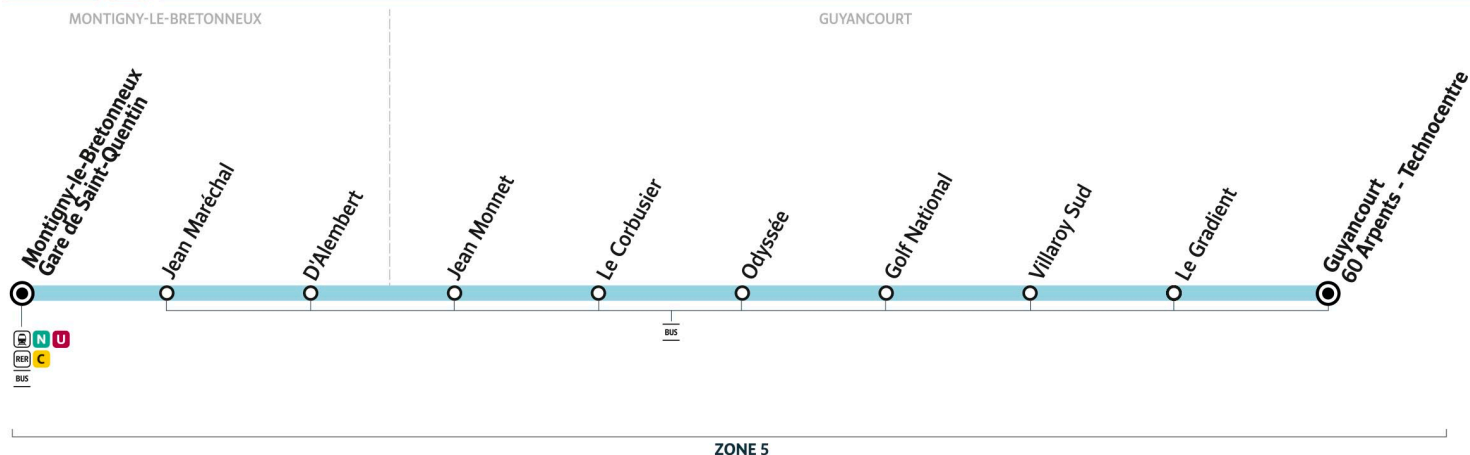 MONTIGNY-LE-BRETONNEUX
GUYANCOURT
Montigny-le-Bretonneux
Gare de Saint-Quentin
Jean Maréchal
D'Alembert
Jean Monnet
Le Corbusier
Odyssée
Golf National
Villaroy Sud
Le Gradient
Guyancourt
60 Arpents - Technocentre
N U
RER C
BUS
BUS
ZONE 5